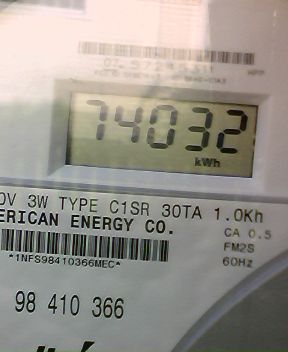 74032
kWh
0V 3W TYPE C1SR 30TA 1.0Kh
ERICAN ENERGY CO.
CA 0.5
FM2S
60Hz
*1NFS98410366MEC*
98 410 366